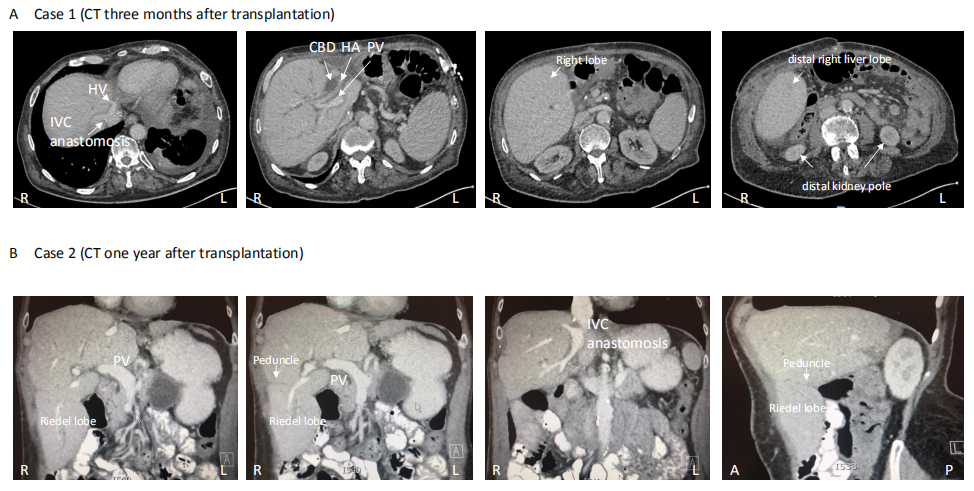 A Case 1 (CT three months after transplantation)
HV
IVC
anastomosis
R L
CBD HA PV
R L
Right lobe
R L
distal right liver lobe
distal kidney pole
R L
B Case 2 (CT one year after transplantation)
PV
Riedel lobe
A
R L
Peduncle
PV
Riedel lobe
A
R L
IVC
anastomosis
A
R L
Peduncle
Riedel lobe
L
A P